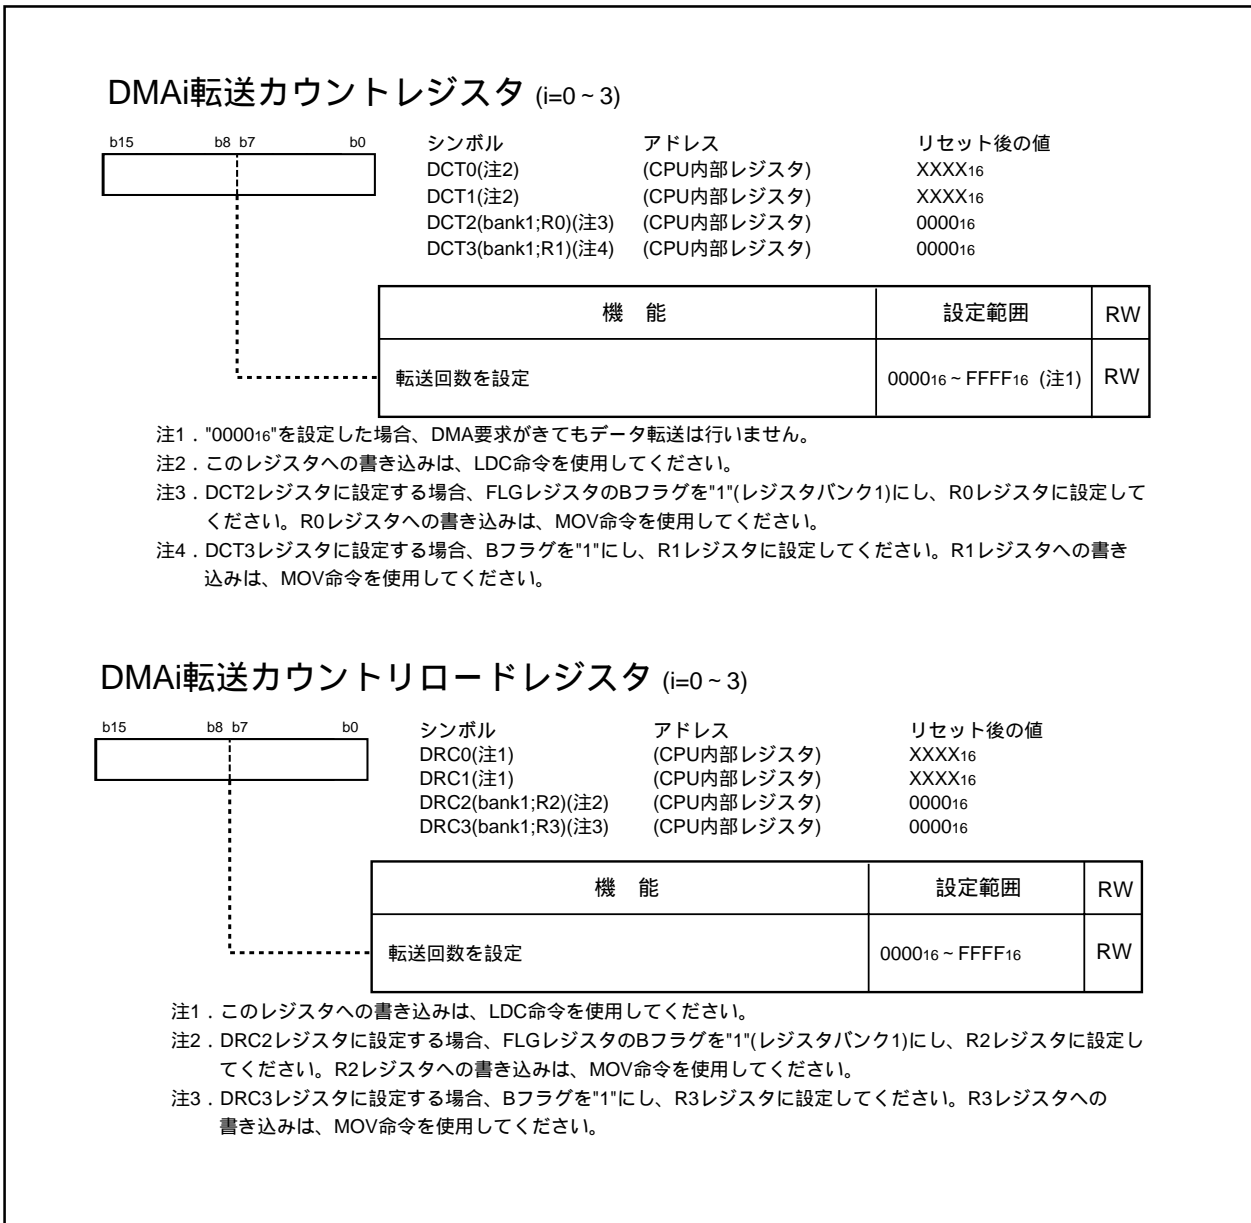 DMAi転送カウントレジスタ (i=0～3)
b15 b8 b7 b0 シンボル アドレス リセット後の値
DCT0(注2) (CPU内部レジスタ) XXXX16
DCT1(注2) (CPU内部レジスタ) XXXX16
DCT2(bank1;R0)(注3) (CPU内部レジスタ) 000016
DCT3(bank1;R1)(注4) (CPU内部レジスタ) 000016
機 能 設定範囲 RW
転送回数を設定 000016～FFFF16 (注1) RW
注1．"000016"を設定した場合、DMA要求がきてもデータ転送は行いません。
注2．このレジスタへの書き込みは、LDC命令を使用してください。
注3．DCT2レジスタに設定する場合、FLGレジスタのBフラグを"1"(レジスタバンク1)にし、R0レジスタに設定して
ください。R0レジスタへの書き込みは、MOV命令を使用してください。
注4．DCT3レジスタに設定する場合、Bフラグを"1"にし、R1レジスタに設定してください。R1レジスタへの書き
込みは、MOV命令を使用してください。
DMAi転送カウントリロードレジスタ (i=0～3)
b15 b8 b7 b0 シンボル アドレス リセット後の値
DRC0(注1) (CPU内部レジスタ) XXXX16
DRC1(注1) (CPU内部レジスタ) XXXX16
DRC2(bank1;R2)(注2) (CPU内部レジスタ) 000016
DRC3(bank1;R3)(注3) (CPU内部レジスタ) 000016
機 能 設定範囲 RW
転送回数を設定 000016～FFFF16 RW
注1．このレジスタへの書き込みは、LDC命令を使用してください。
注2．DRC2レジスタに設定する場合、FLGレジスタのBフラグを"1"(レジスタバンク1)にし、R2レジスタに設定し
てください。R2レジスタへの書き込みは、MOV命令を使用してください。
注3．DRC3レジスタに設定する場合、Bフラグを"1"にし、R3レジスタに設定してください。R3レジスタへの
書き込みは、MOV命令を使用してください。